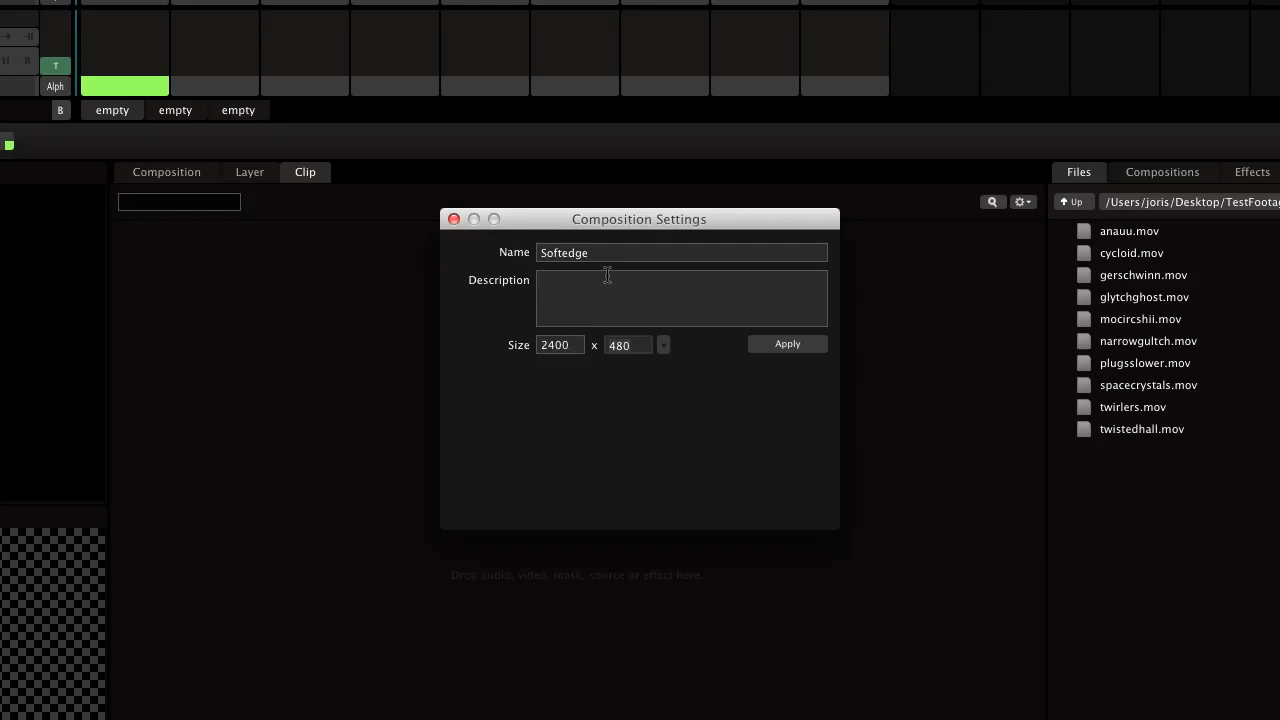 T
Alph
B empty empty empty
Composition Layer Clip
Files Compositions Effects
Up /Users/joris/Desktop/TestFoota
Composition Settings
Name Softedge
Description
Size 2400 x 480 Apply
anauu.mov
cycloid.mov
gerschwinn.mov
glytchghost.mov
mocircshii.mov
narrowgultch.mov
plugsslower.mov
spacecrystals.mov
twirlers.mov
twistedhall.mov
Drop audio, video, mask, source or effect here.